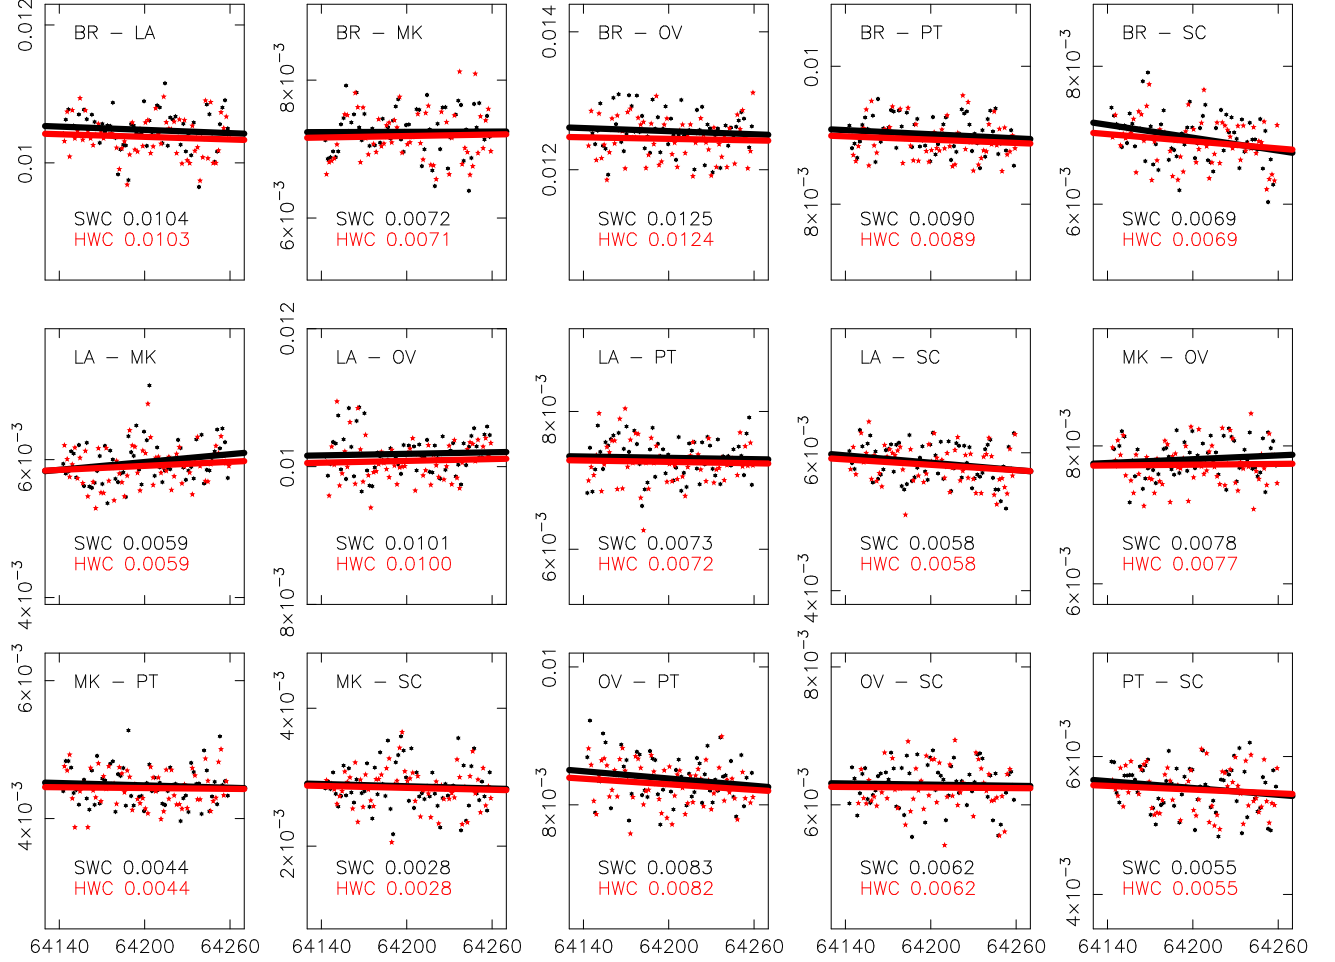 BR – LA
SWC 0.0104
HWC 0.0103
0.012
0.01
BR – MK
SWC 0.0072
HWC 0.0071
8×10⁻³
6×10⁻³
BR – OV
SWC 0.0125
HWC 0.0124
0.014
0.012
BR – PT
SWC 0.0090
HWC 0.0089
0.01
8×10⁻³
BR – SC
SWC 0.0069
HWC 0.0069
8×10⁻³
6×10⁻³
LA – MK
SWC 0.0059
HWC 0.0059
6×10⁻³
4×10⁻³
LA – OV
SWC 0.0101
HWC 0.0100
0.012
0.01
8×10⁻³
LA – PT
SWC 0.0073
HWC 0.0072
8×10⁻³
6×10⁻³
LA – SC
SWC 0.0058
HWC 0.0058
6×10⁻³
4×10⁻³
MK – OV
SWC 0.0078
HWC 0.0077
8×10⁻³
6×10⁻³
MK – PT
SWC 0.0044
HWC 0.0044
6×10⁻³
4×10⁻³
64140 64200 64260
MK – SC
SWC 0.0028
HWC 0.0028
4×10⁻³
2×10⁻³
64140 64200 64260
OV – PT
SWC 0.0083
HWC 0.0082
0.01
8×10⁻³
64140 64200 64260
OV – SC
SWC 0.0062
HWC 0.0062
8×10⁻³
6×10⁻³
64140 64200 64260
PT – SC
SWC 0.0055
HWC 0.0055
6×10⁻³
4×10⁻³
64140 64200 64260